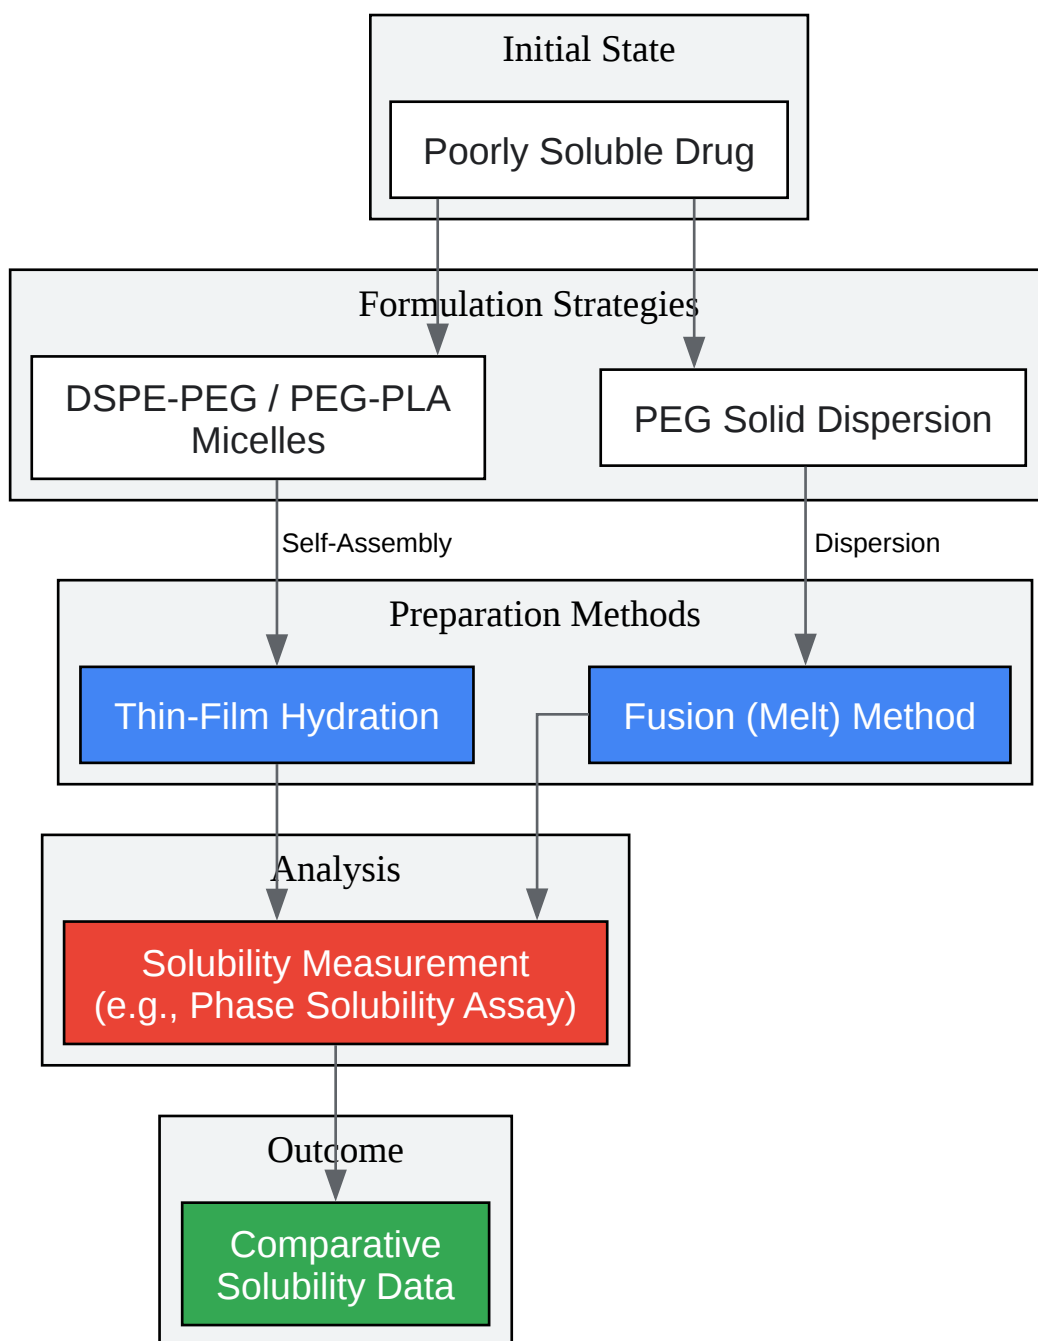 Initial State
Poorly Soluble Drug
Formulation Strategies
DSPE-PEG / PEG-PLA
Micelles
PEG Solid Dispersion
Self-Assembly
Dispersion
Preparation Methods
Thin-Film Hydration
Fusion (Melt) Method
Analysis
Solubility Measurement
(e.g., Phase Solubility Assay)
Outcome
Comparative
Solubility Data